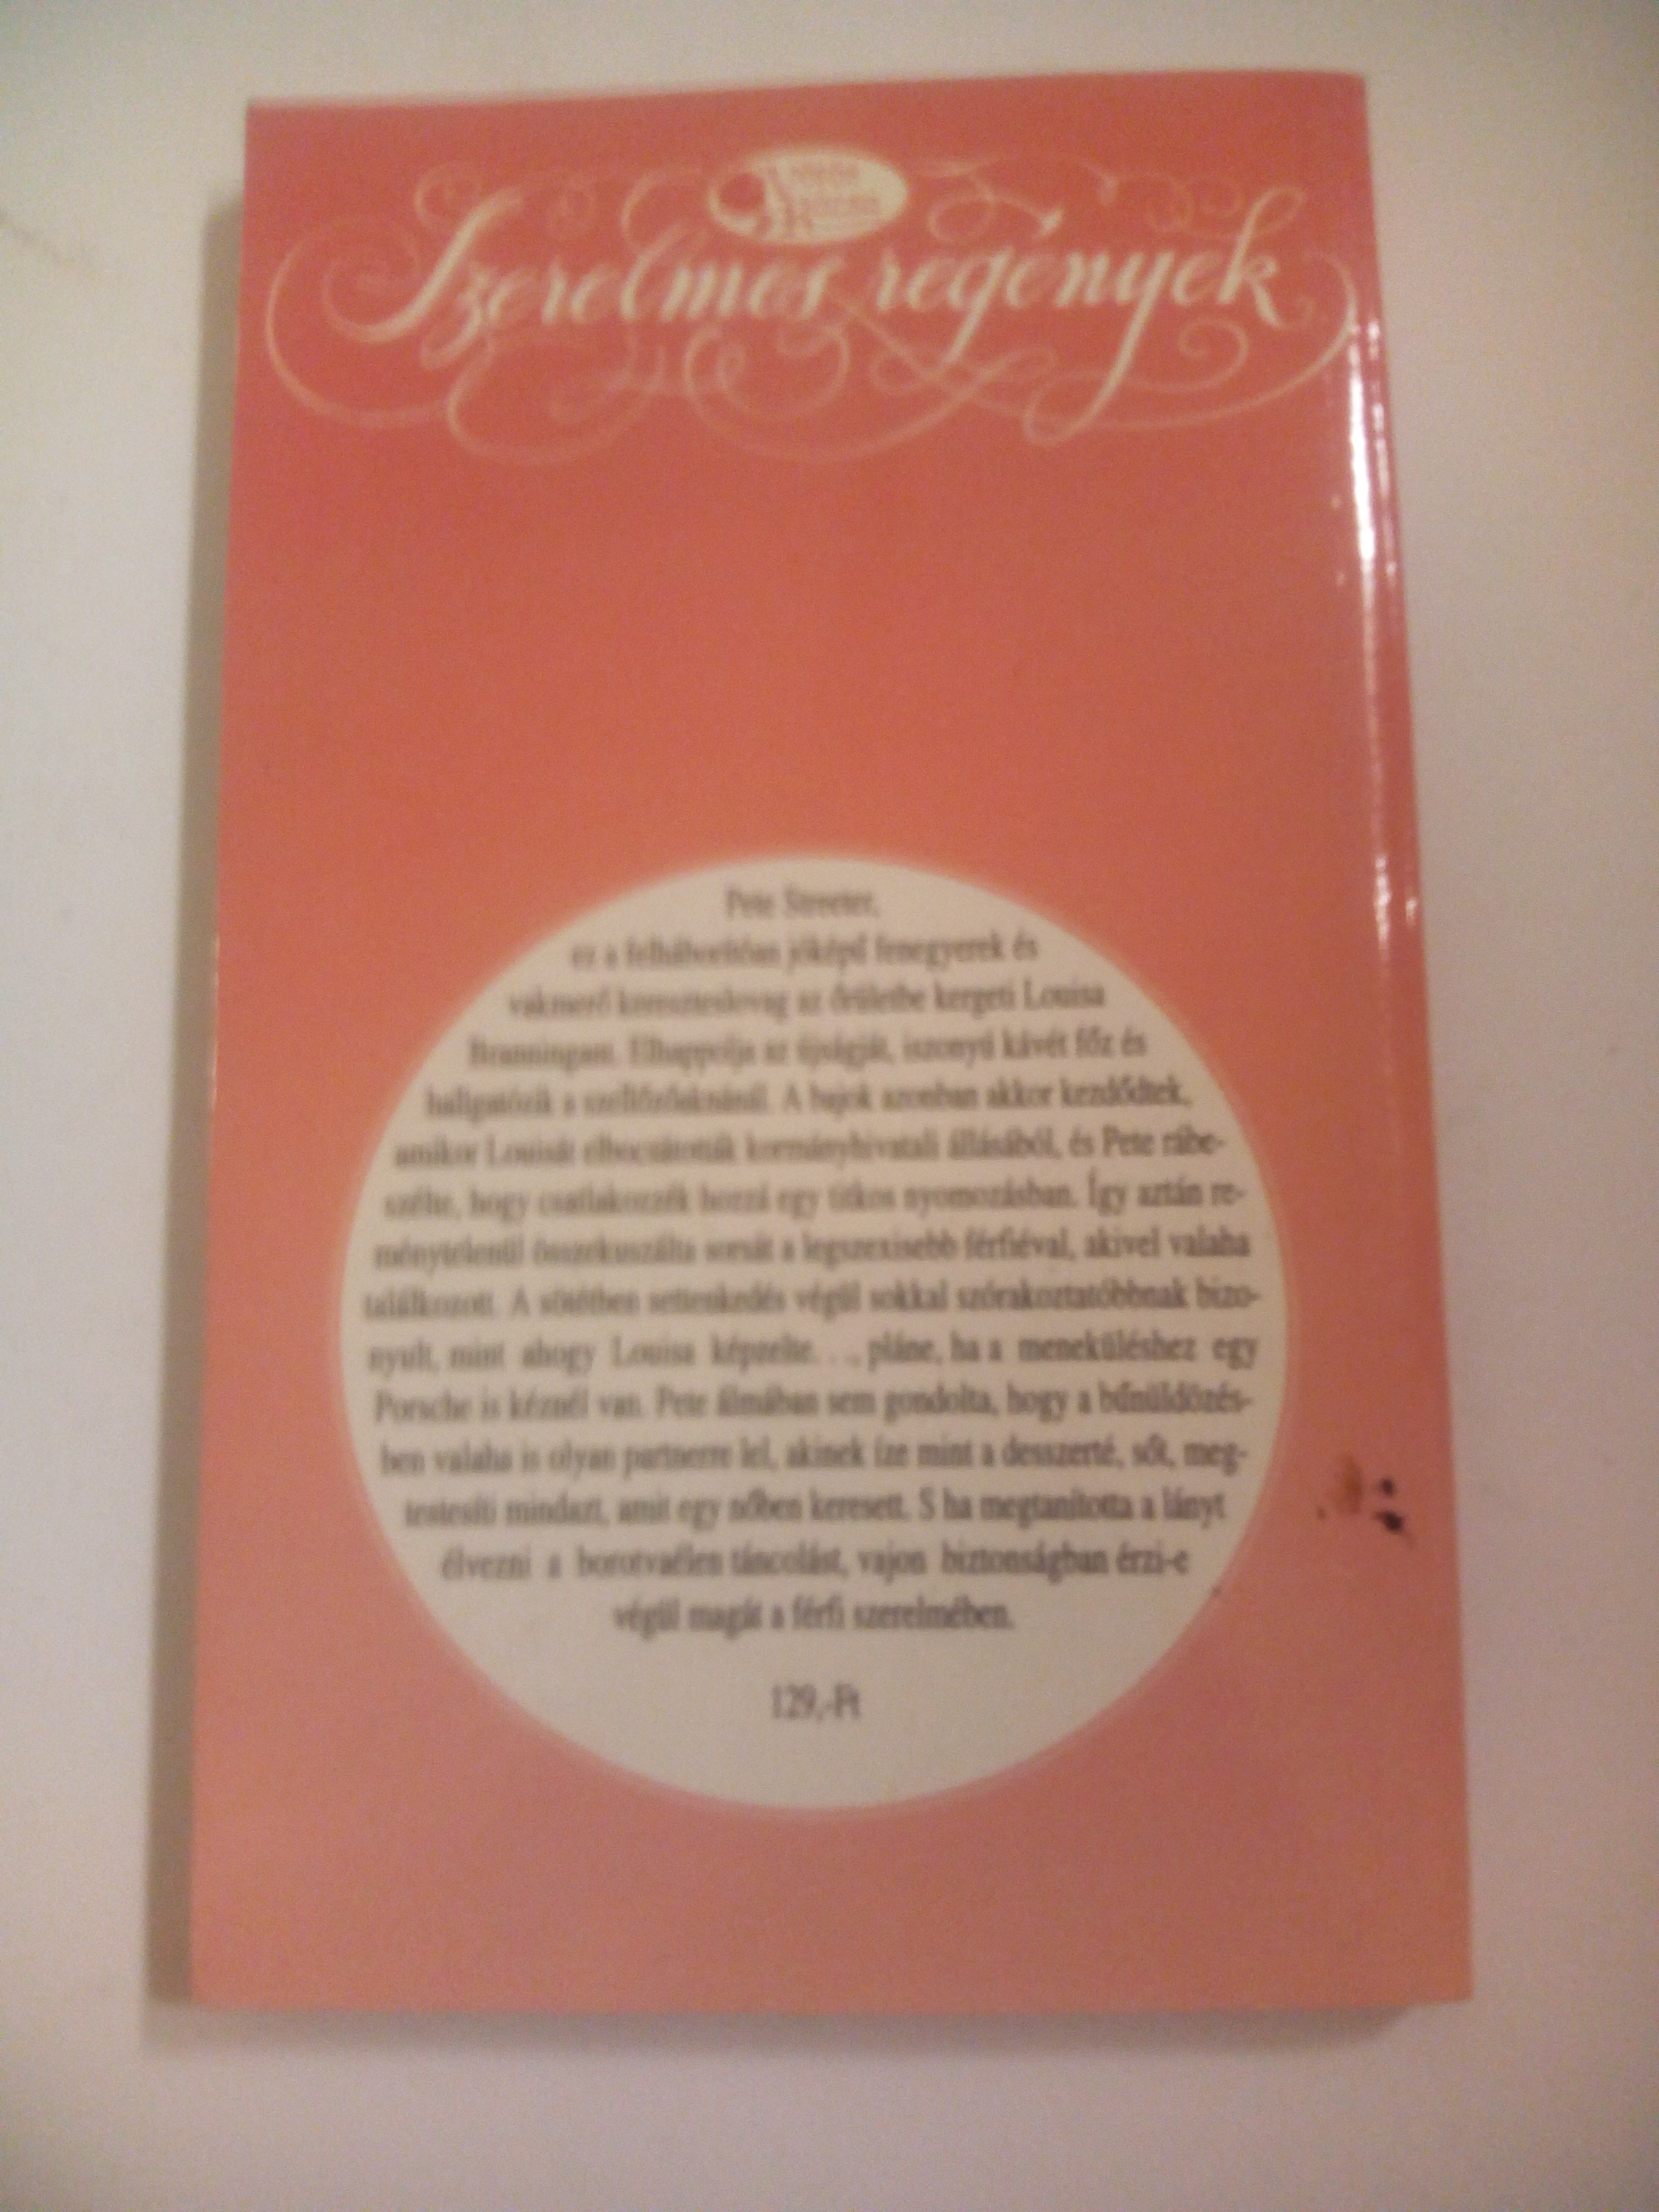 Szerelmes regények
Pete Streeter,
ez a felháborítóan jóképű fenegyerek és
vakmerő kereszteslovag az őrületbe kergeti Louisa
Branningant. Elhappolja az újságját, iszonyú kávét főz és
hallgatózik a szellőzőaknánál. A bajok azonban akkor kezdődtek,
amikor Louisát elbocsátották kormányhivatali állásából, és Pete rábe-
szélte, hogy csatlakozzék hozzá egy titkos nyomozásban. Így aztán re-
ménytelenül összekuszálta sorsát a legszexisebb férfiéval, akivel valaha
találkozott. A sötétben settenkedés végül sokkal szórakoztatóbbnak bizo-
nyult, mint ahogy Louisa képzelte. . ., pláne, ha a meneküléshez egy
Porsche is kéznél van. Pete álmában sem gondolta, hogy a bűnüldözés-
ben valaha is olyan partnerre lel, akinek íze mint a desszerté, sőt, meg-
testesíti mindazt, amit egy nőben keresett. S ha megtanította a lányt
élvezni a borotvaélen táncolást, vajon biztonságban érzi-e
végül magát a férfi szerelmében.
129,-Ft